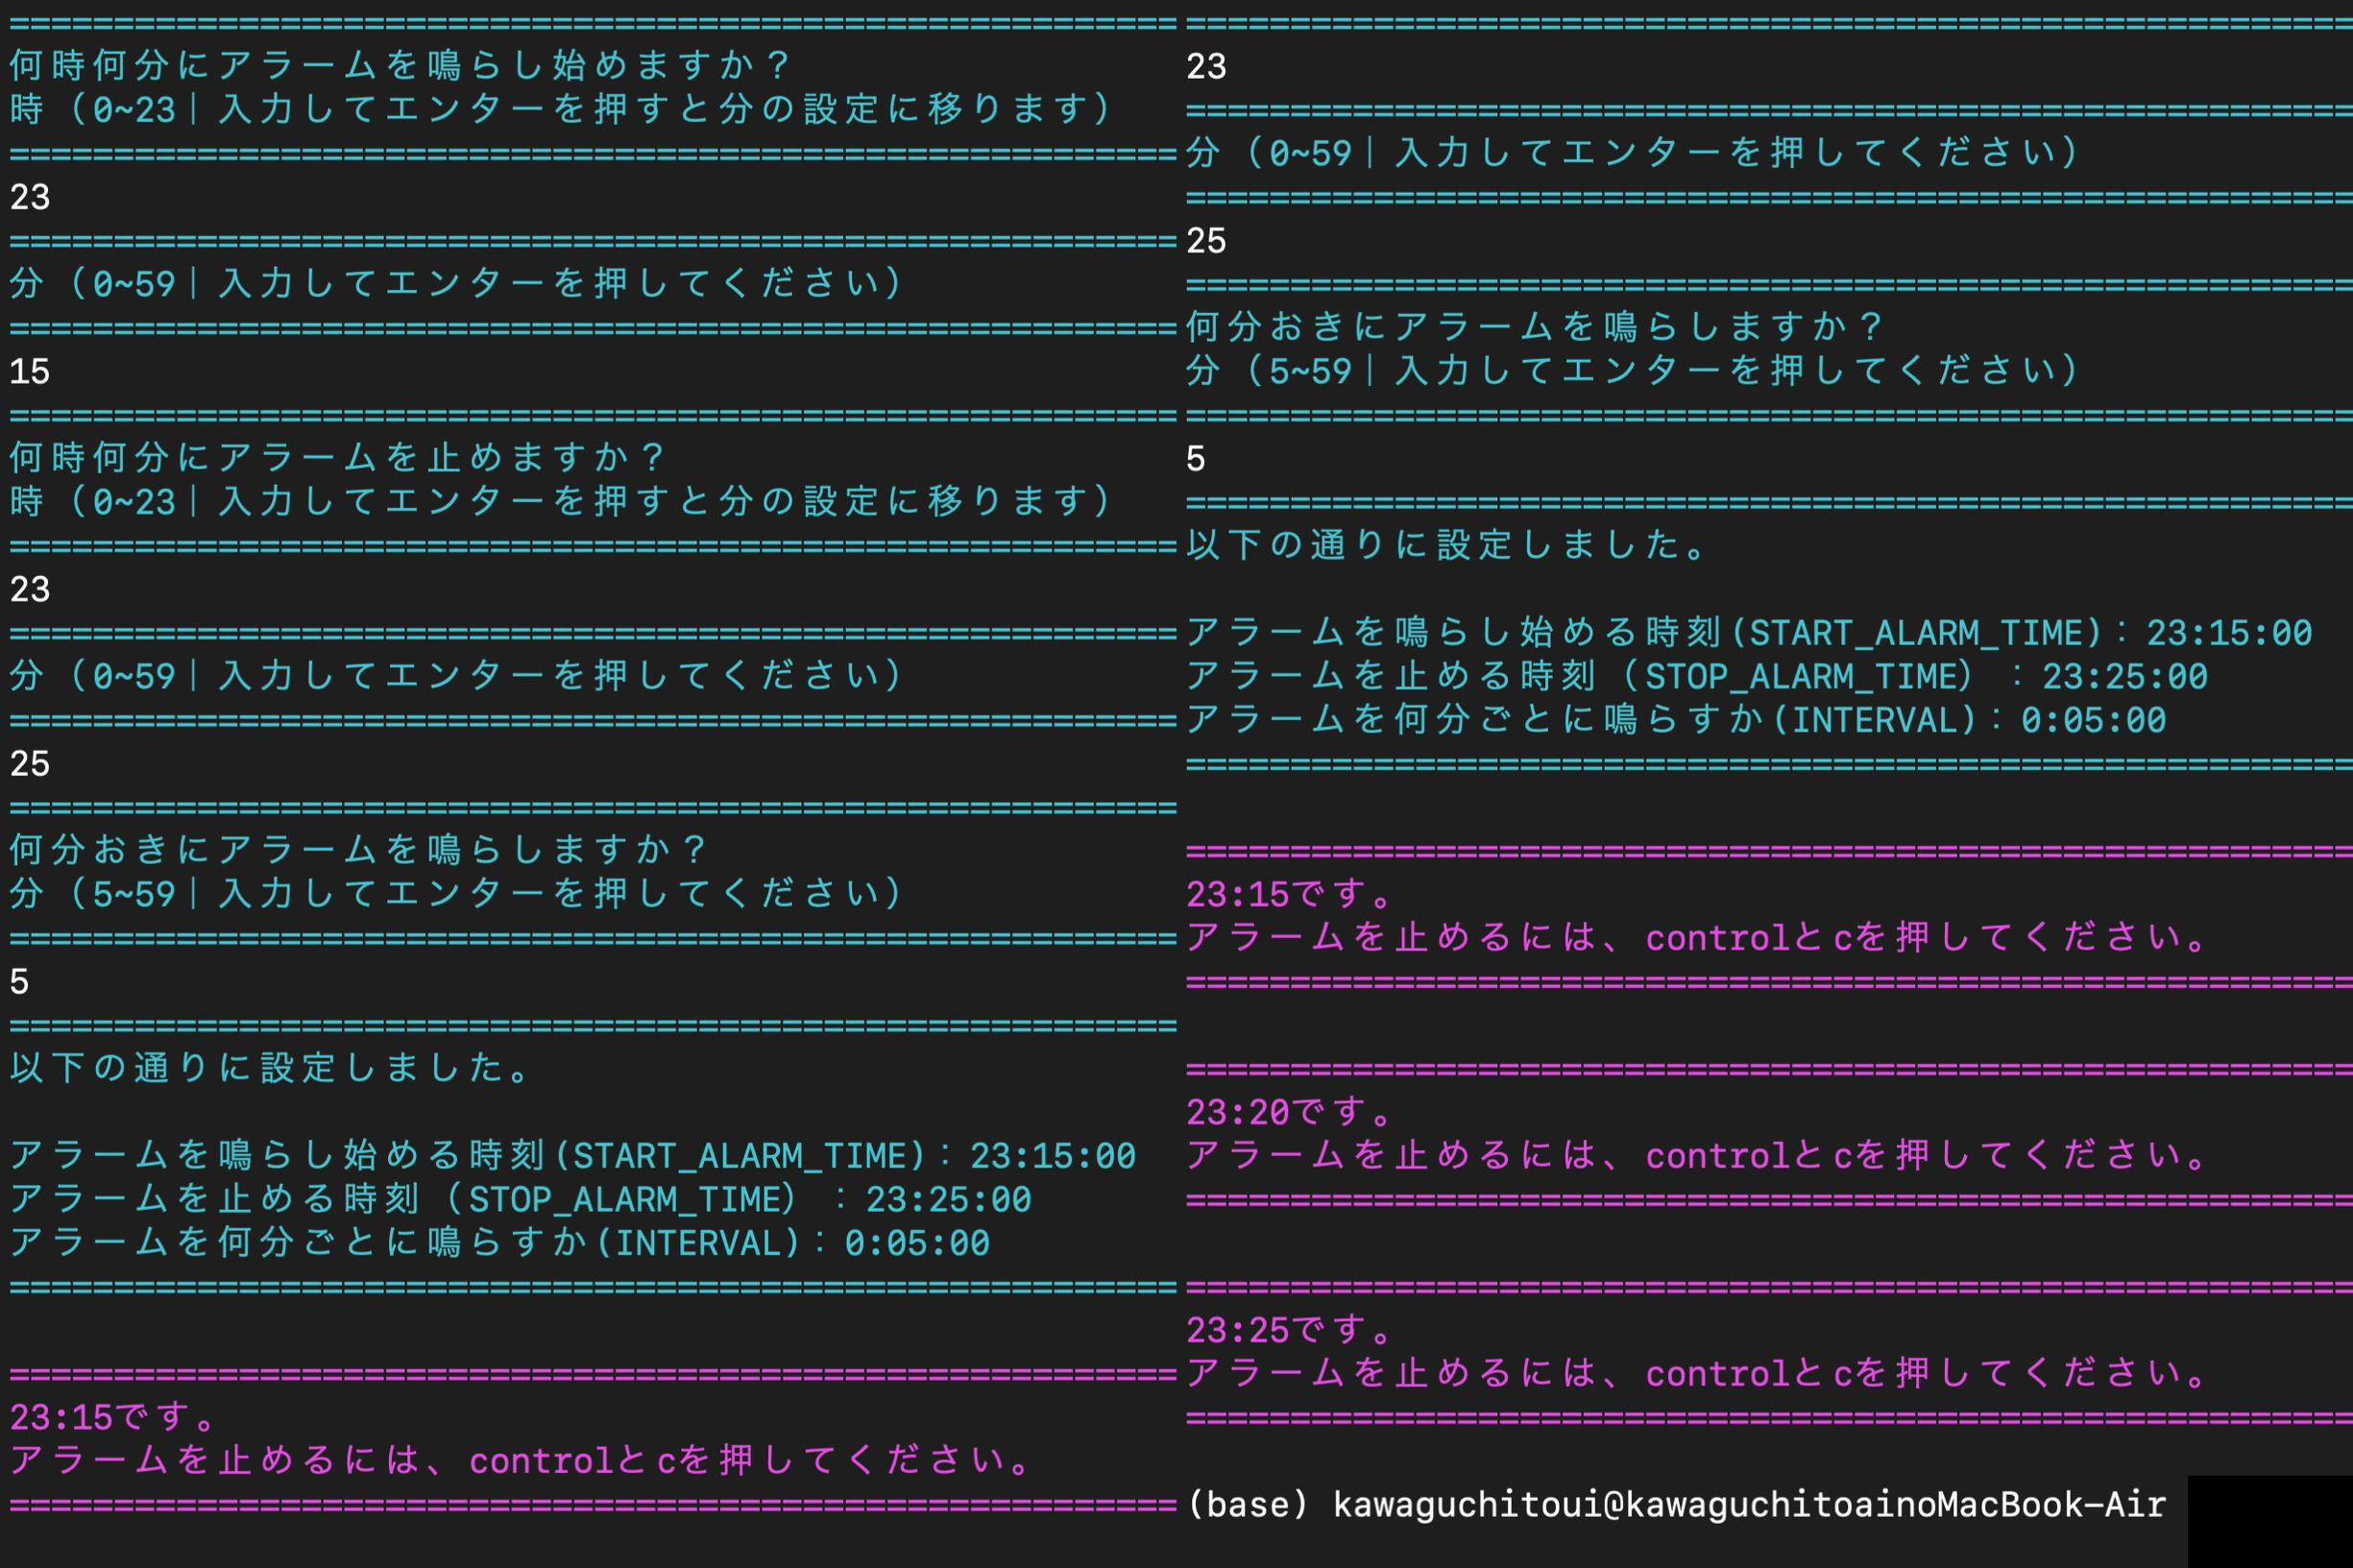 ============================================================
何時何分にアラームを鳴らし始めますか？
時（0~23｜入力してエンターを押すと分の設定に移ります）
============================================================
23
============================================================
分（0~59｜入力してエンターを押してください）
============================================================
15
============================================================
何時何分にアラームを止めますか？
時（0~23｜入力してエンターを押すと分の設定に移ります）
============================================================
23
============================================================
分（0~59｜入力してエンターを押してください）
============================================================
25
============================================================
何分おきにアラームを鳴らしますか？
分（5~59｜入力してエンターを押してください）
============================================================
5
============================================================
以下の通りに設定しました。
アラームを鳴らし始める時刻(START_ALARM_TIME)：23:15:00
アラームを止める時刻（STOP_ALARM_TIME）：23:25:00
アラームを何分ごとに鳴らすか(INTERVAL)：0:05:00
============================================================
============================================================
23:15です。
アラームを止めるには、controlとcを押してください。
============================================================
============================================================
23
============================================================
分（0~59｜入力してエンターを押してください）
============================================================
25
============================================================
何分おきにアラームを鳴らしますか？
分（5~59｜入力してエンターを押してください）
============================================================
5
============================================================
以下の通りに設定しました。
アラームを鳴らし始める時刻(START_ALARM_TIME)：23:15:00
アラームを止める時刻（STOP_ALARM_TIME）：23:25:00
アラームを何分ごとに鳴らすか(INTERVAL)：0:05:00
============================================================
============================================================
23:15です。
アラームを止めるには、controlとcを押してください。
============================================================
============================================================
23:20です。
アラームを止めるには、controlとcを押してください。
============================================================
============================================================
23:25です。
アラームを止めるには、controlとcを押してください。
============================================================
(base) kawaguchitoui@kawaguchitoainoMacBook-Air